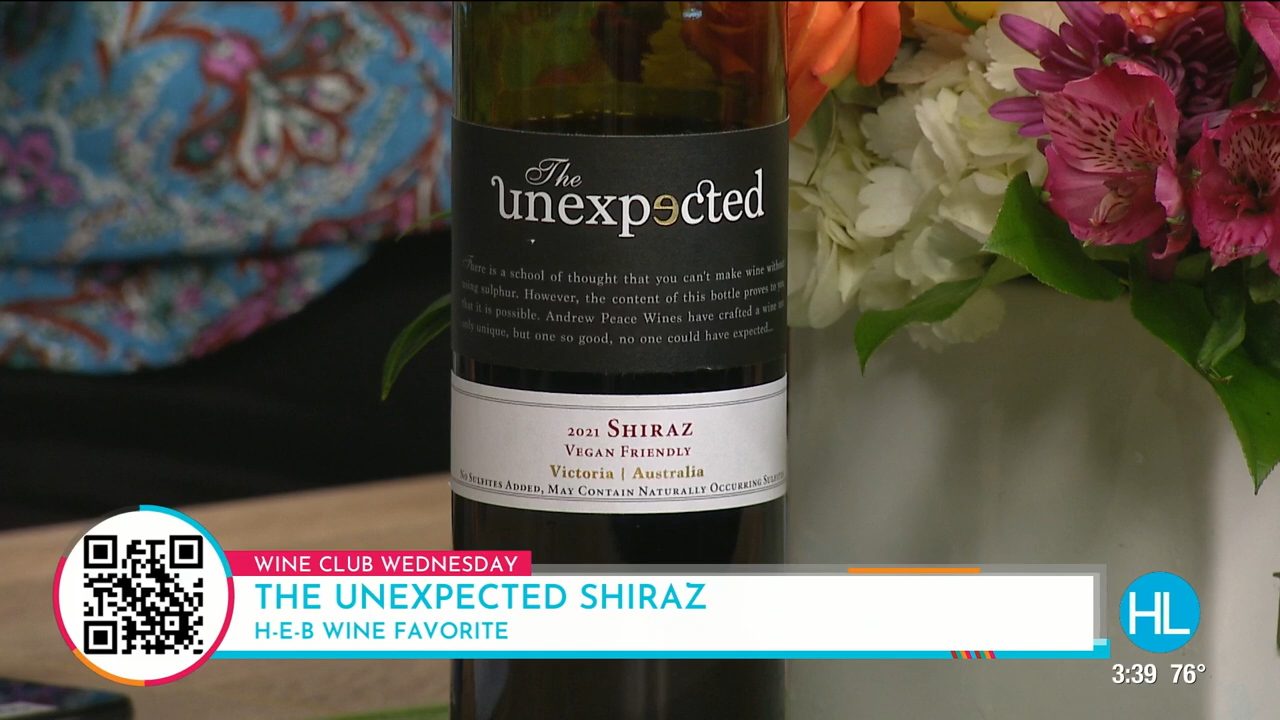 The
unexpected
There is a school of thought that you can't make wine without
using sulphur. However, the content of this bottle proves to you
that it is possible. Andrew Peace Wines have crafted a wine
only unique, but one so good, no one could have expected...
2021 SHIRAZ
VEGAN FRIENDLY
Victoria | Australia
NO SULFITES ADDED, MAY CONTAIN NATURALLY OCCURRING SULFITES
WINE CLUB WEDNESDAY
THE UNEXPECTED SHIRAZ
H-E-B WINE FAVORITE
HL
3:39 76°